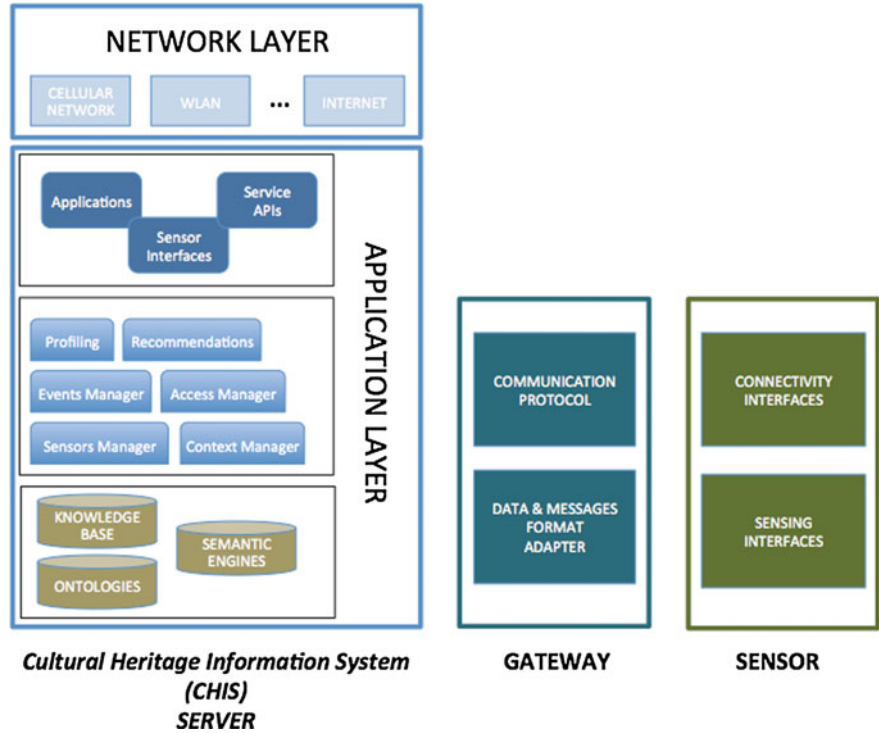 NETWORK LAYER
CELLULAR
NETWORK
WLAN
...
INTERNET
Applications
Service
APIs
Sensor
Interfaces
APPLICATION LAYER
Profiling
Recommendations
Events Manager
Access Manager
Sensors Manager
Context Manager
KNOWLEDGE
BASE
SEMANTIC
ENGINES
ONTOLOGIES
Cultural Heritage Information System
(CHIS)
SERVER
COMMUNICATION
PROTOCOL
DATA & MESSAGES
FORMAT
ADAPTER
GATEWAY
CONNECTIVITY
INTERFACES
SENSING
INTERFACES
SENSOR